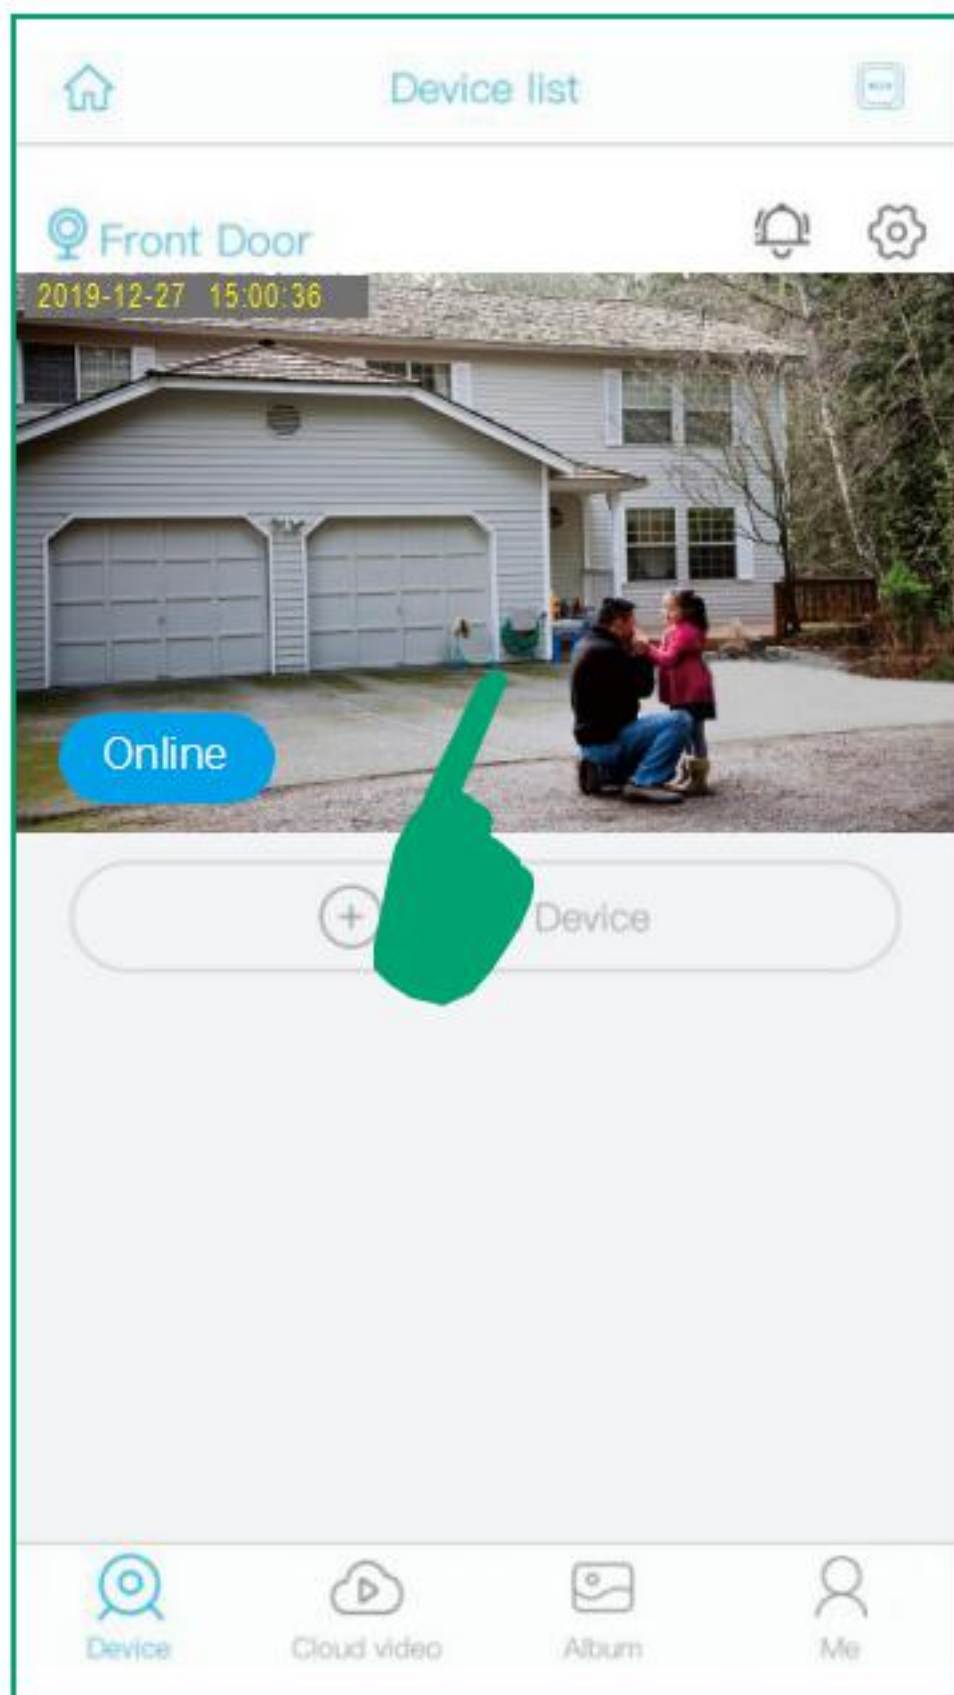 Device list
Front Door
2019-12-27 15:00:36
Online
Device
Device
Cloud video
Album
Me